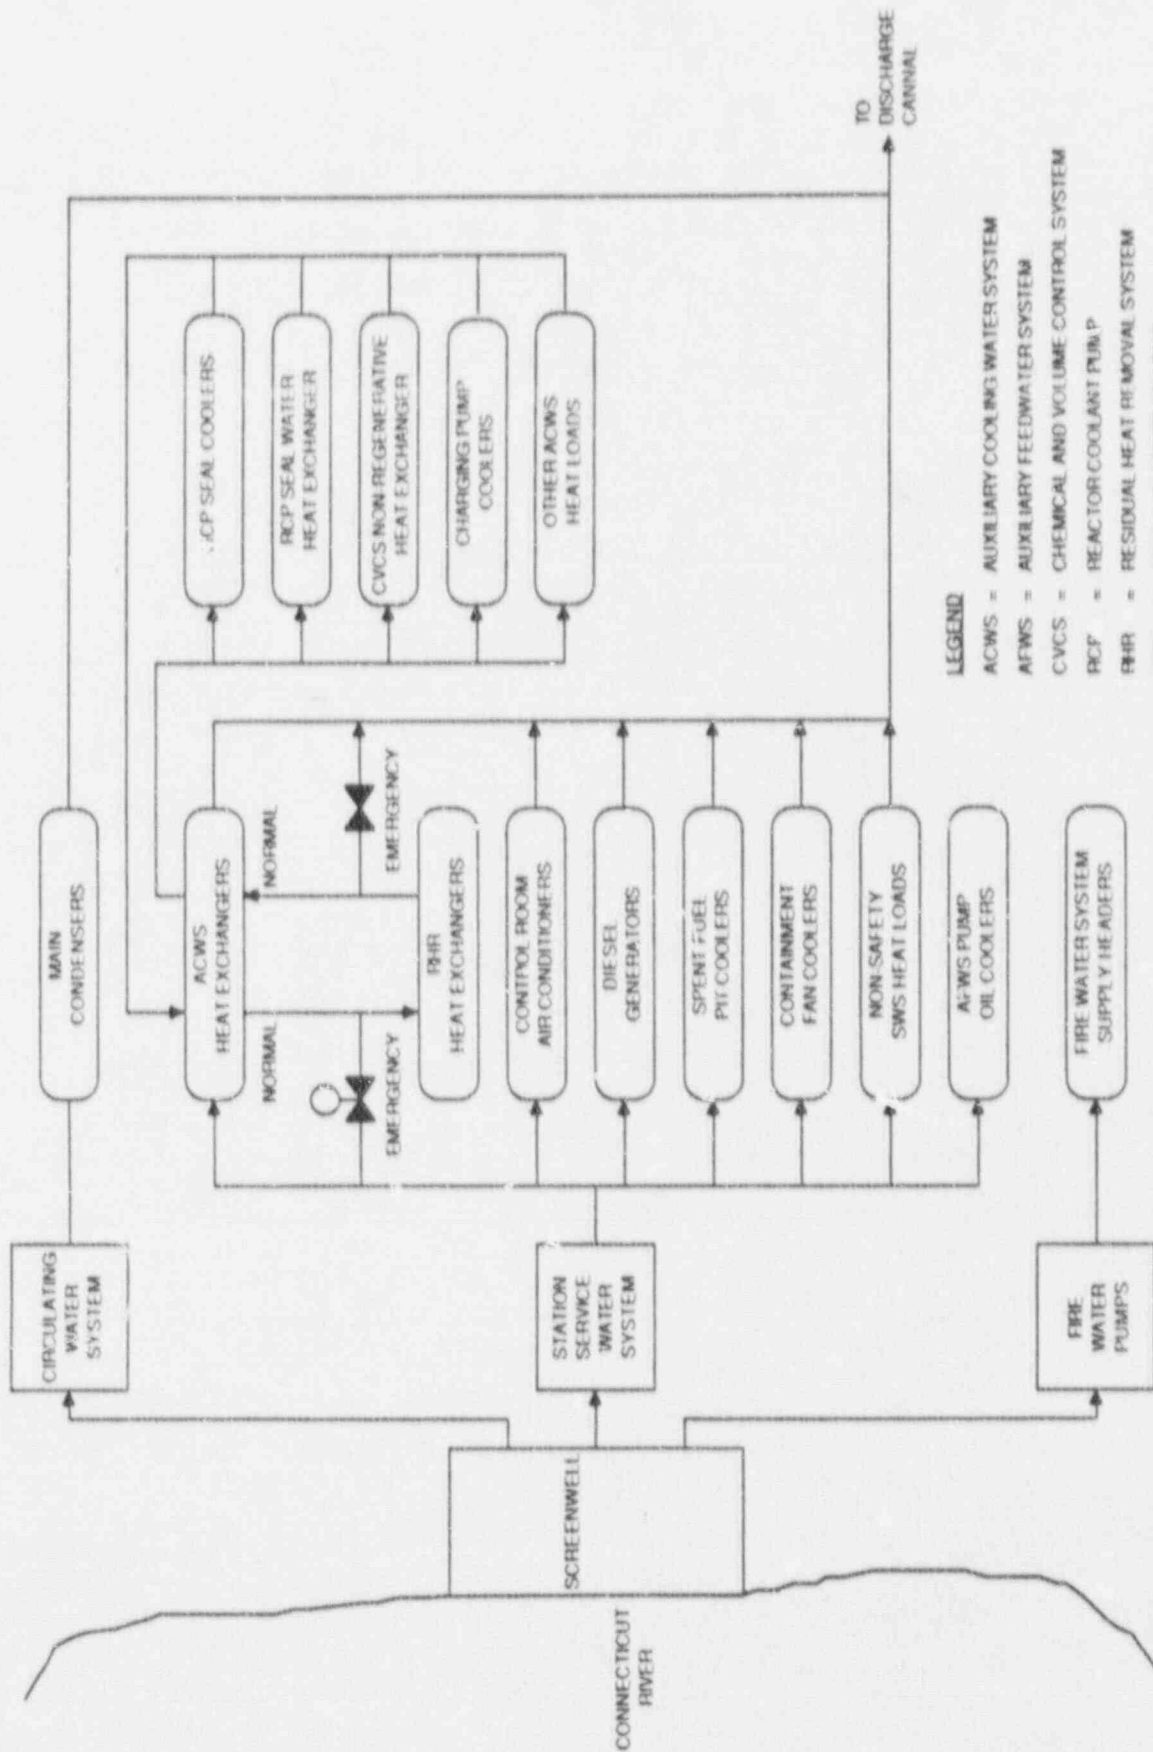 CONNECTICUT
RIVER
SCREENWELL
CIRCULATING
WATER
SYSTEM
STATION
SERVICE
WATER
SYSTEM
FIRE
WATER
PUMPS
MAIN
CONDENSERS
ACWS
HEAT EXCHANGERS
NORMAL
NORMAL
EMERGENCY
EMERGENCY
RHR
HEAT EXCHANGERS
CONTROL ROOM
AIR CONDITIONERS
DIESEL
GENERATORS
SPENT FUEL
PIT COOLERS
CONTAINMENT
FAN COOLERS
NON-SAFETY
SWS HEAT LOADS
AFWS PUMP
OIL COOLERS
FIRE WATER SYSTEM
SUPPLY HEADERS
RCP SEAL COOLERS
RCP SEAL WATER
HEAT EXCHANGER
CVCS NON-REGENERATIVE
HEAT EXCHANGER
CHARGING PUMP
COOLERS
OTHER ACWS
HEAT LOADS
TO
DISCHARGE
CANNAL
LEGEND
ACWS = AUXILIARY COOLING WATER SYSTEM
AFWS = AUXILIARY FEEDWATER SYSTEM
CVCS = CHEMICAL AND VOLUME CONTROL SYSTEM
RCP = REACTOR COOLANT PUMP
RHR = RESIDUAL HEAT REMOVAL SYSTEM